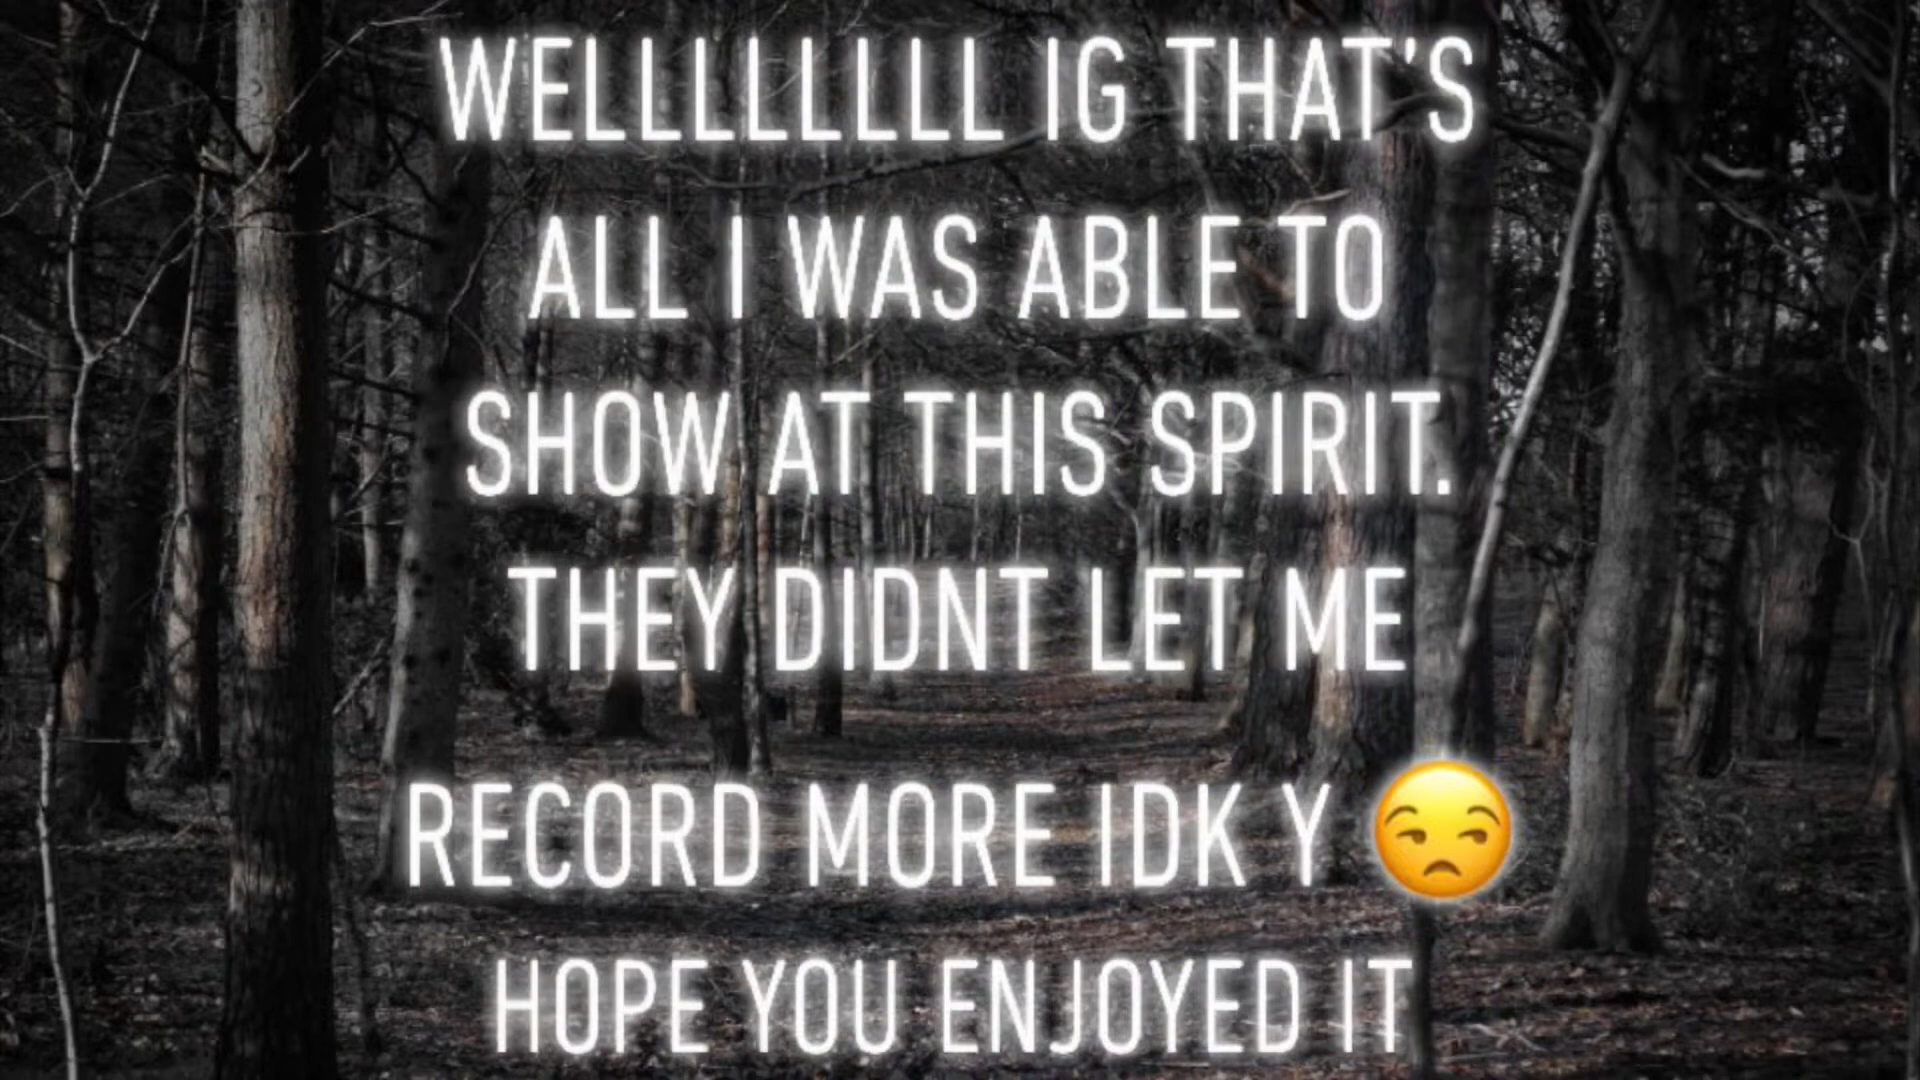 WELLLLLLLLL IG THAT'S
ALL I WAS ABLE TO
SHOW AT THIS SPIRIT.
THEY DIDNT LET ME
RECORD MORE IDK Y 😒
HOPE YOU ENJOYED IT